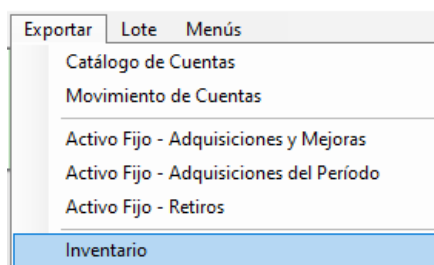 Exportar Lote Menús
Catálogo de Cuentas
Movimiento de Cuentas
Activo Fijo - Adquisiciones y Mejoras
Activo Fijo - Adquisiciones del Período
Activo Fijo - Retiros
Inventario